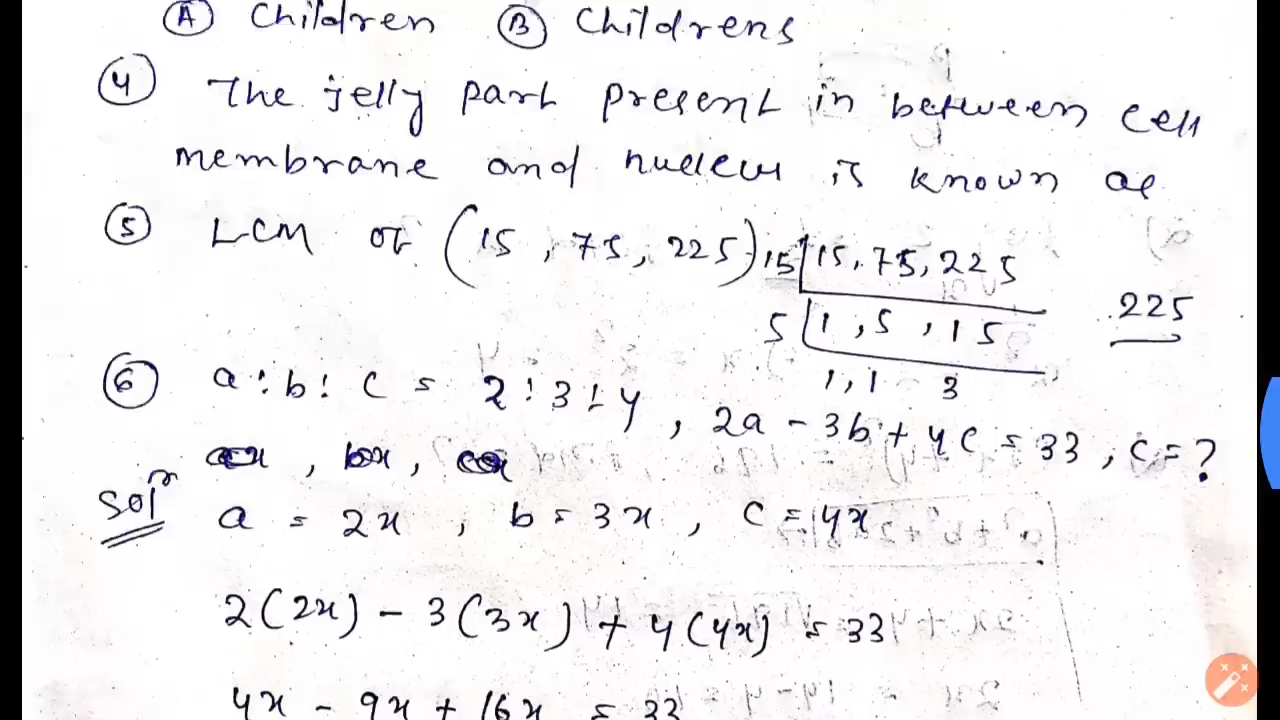 (A) Children (B) Childrens
(4) The jelly part present in between cell
membrane and nucleus is known as
(5) LCM of (15, 75, 225) 15 | 15, 75, 225
5 | 1, 5, 15 225
1, 1 3
(6) a : b : c = 2 : 3 : 4, 2a - 3b + 4c = 33, c = ?
Solⁿ a = 2x, b = 3x, c = 4x
2(2x) - 3(3x) + 4(4x) = 33
4x - 9x + 16x = 33